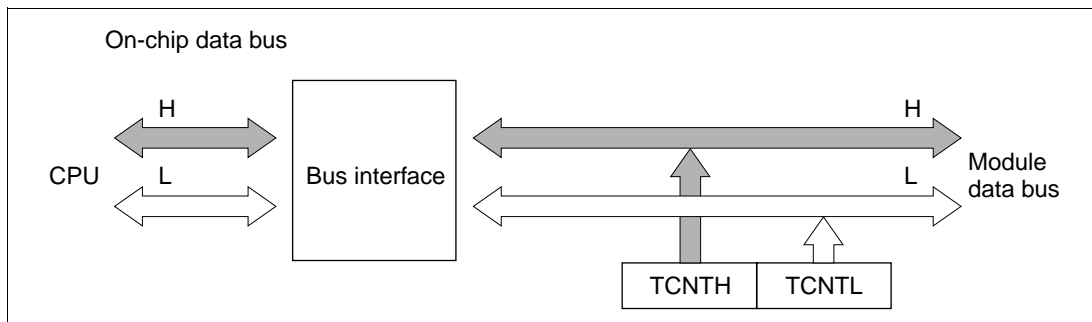 On-chip data bus
H
H
CPU
L
Bus interface
L
Module
data bus
TCNTH
TCNTL